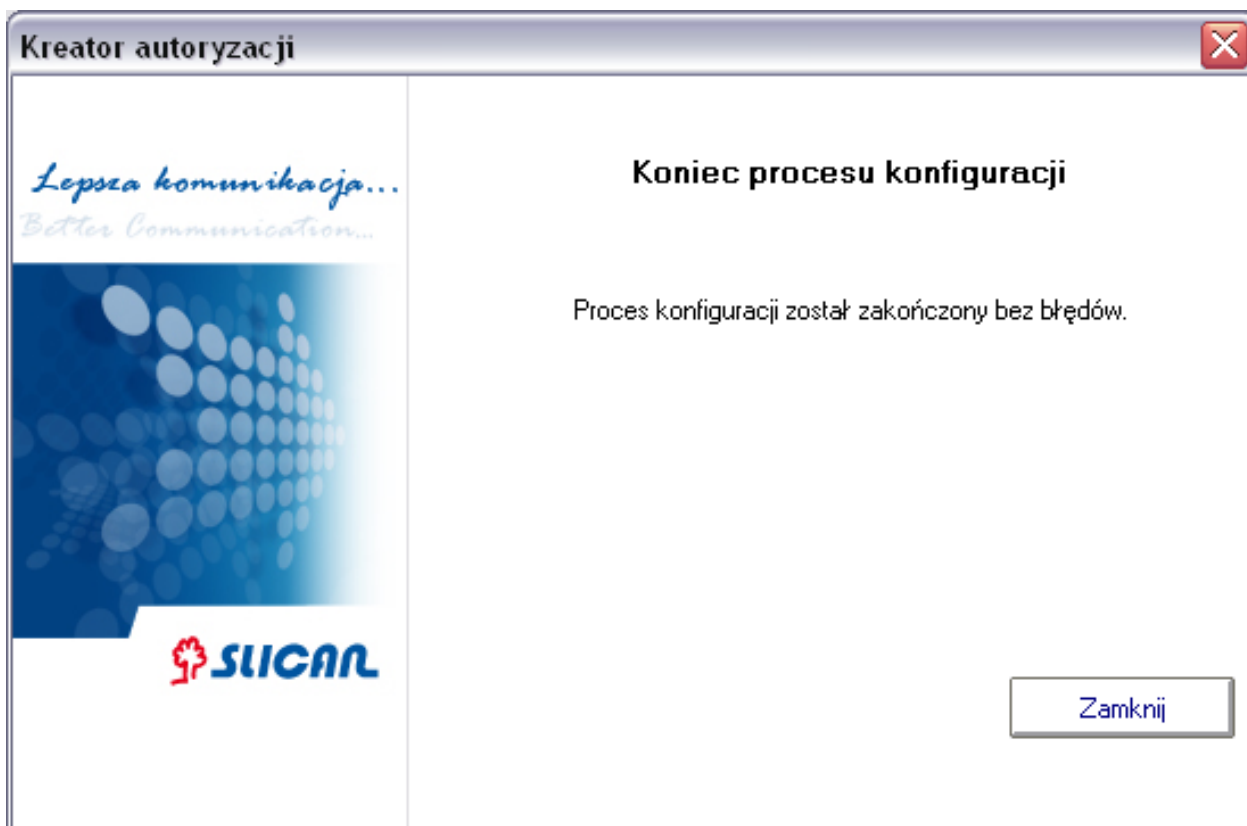 Kreator autoryzacji
Lepsza komunikacja...
Better Communication...
Koniec procesu konfiguracji
Proces konfiguracji został zakończony bez błędów.
SLICAN
Zamknij